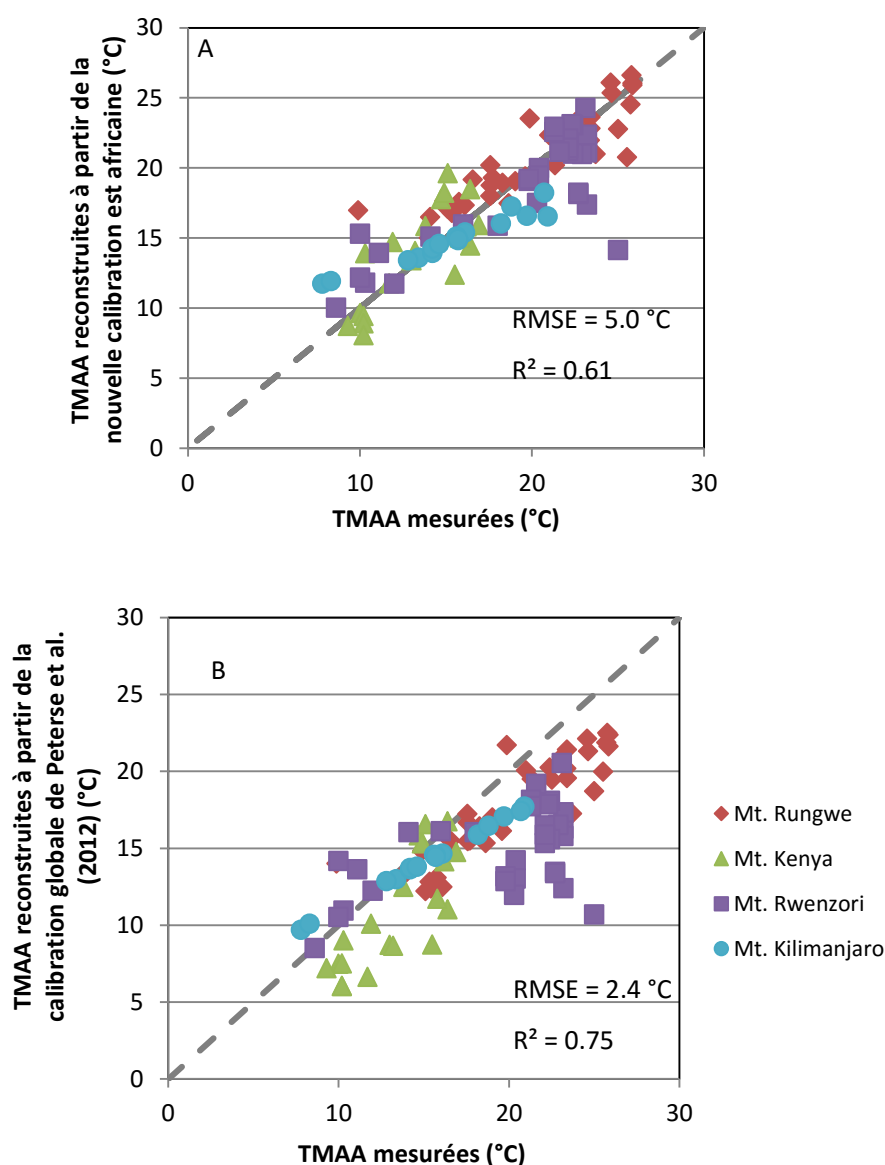 A
TMAA reconstruites à partir de la
nouvelle calibration est africaine (°C)
30
25
20
15
10
5
0
RMSE = 5.0 °C
R² = 0.61
0 10 20 30
TMAA mesurées (°C)
B
TMAA reconstruites à partir de la
calibration globale de Peterse et al.
(2012) (°C)
30
25
20
15
10
5
0
RMSE = 2.4 °C
R² = 0.75
0 10 20 30
TMAA mesurées (°C)
Mt. Rungwe
Mt. Kenya
Mt. Rwenzori
Mt. Kilimanjaro